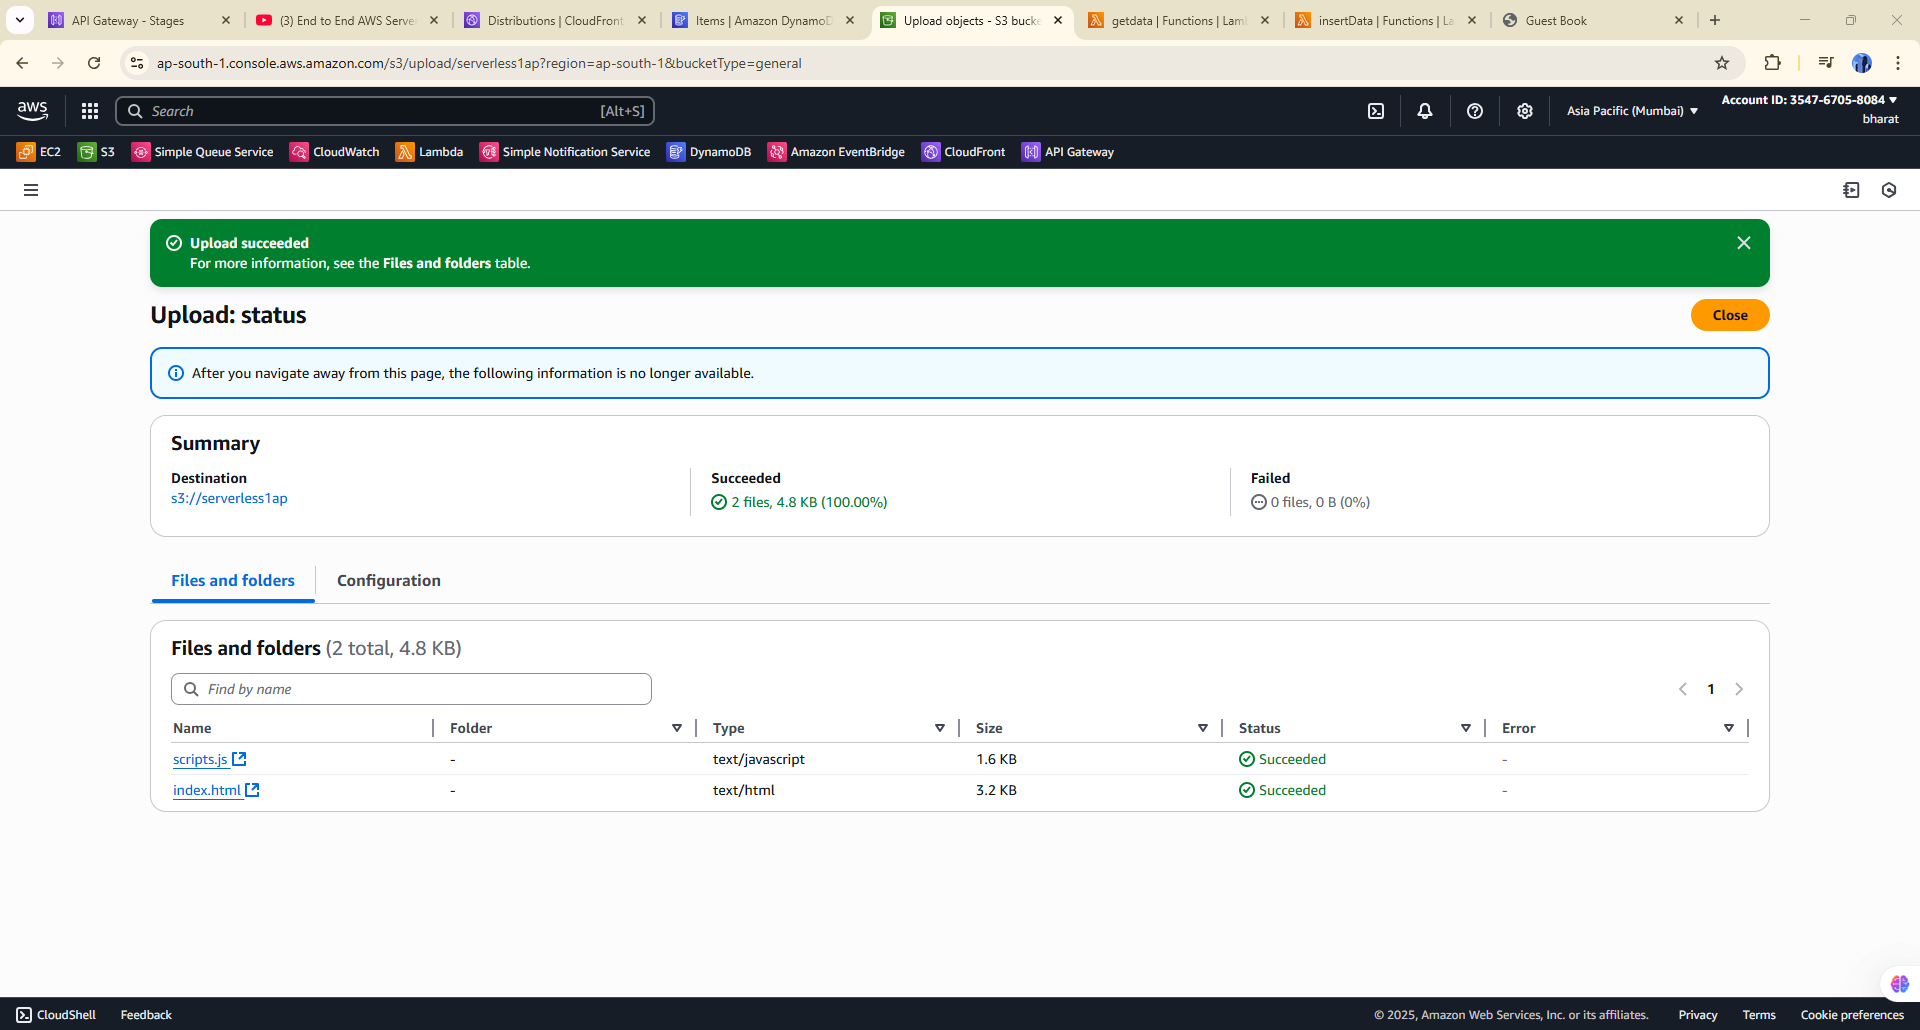 API Gateway - Stages
(3) End to End AWS Serve
Distributions | CloudFront
Items | Amazon DynamoD
Upload objects - S3 bucke
getdata | Functions | Lam
insertData | Functions | La
Guest Book
ap-south-1.console.aws.amazon.com/s3/upload/serverless1ap?region=ap-south-1&bucketType=general
aws
Search
[Alt+S]
Asia Pacific (Mumbai)
Account ID: 3547-6705-8084
bharat
EC2
S3
Simple Queue Service
CloudWatch
Lambda
Simple Notification Service
DynamoDB
Amazon EventBridge
CloudFront
API Gateway
Upload succeeded
For more information, see the Files and folders table.
Upload: status
Close
After you navigate away from this page, the following information is no longer available.
Summary
Destination
s3://serverless1ap
Succeeded
2 files, 4.8 KB (100.00%)
Failed
0 files, 0 B (0%)
Files and folders
Configuration
Files and folders (2 total, 4.8 KB)
Find by name
1
Name Folder Type Size Status Error
scripts.js - text/javascript 1.6 KB Succeeded -
index.html - text/html 3.2 KB Succeeded -
CloudShell
Feedback
© 2025, Amazon Web Services, Inc. or its affiliates.
Privacy
Terms
Cookie preferences